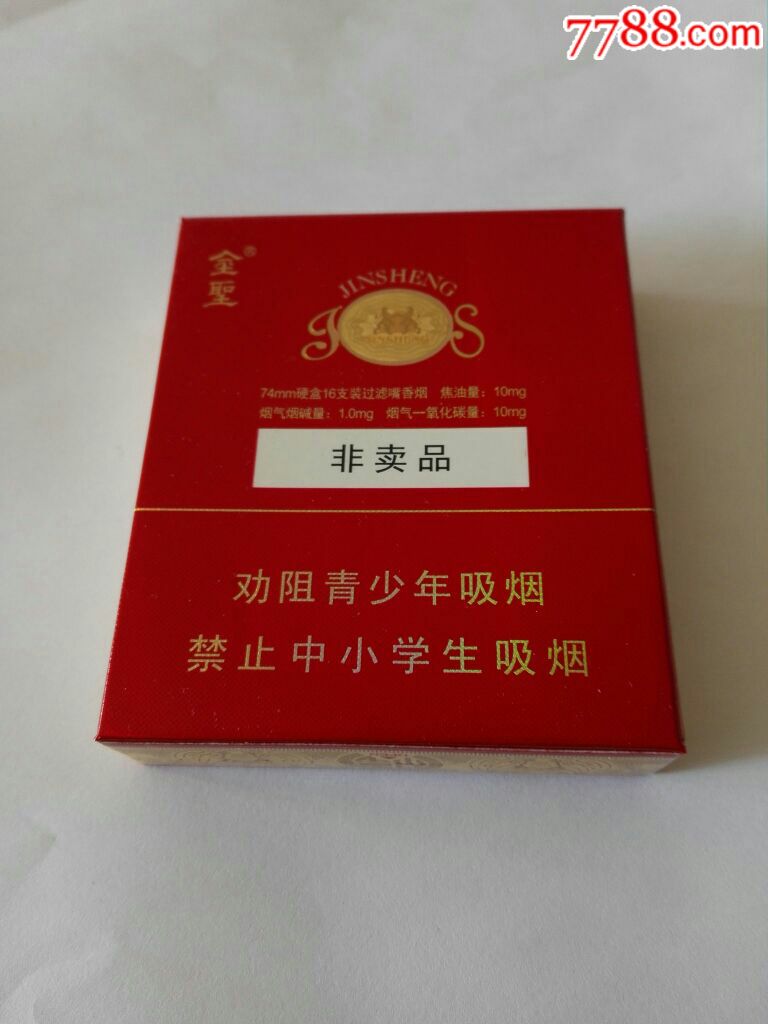 7788.com
金聖®
JINSHENG
JS
JINSHENG
74mm硬盒16支装过滤嘴香烟 焦油量：10mg
烟气烟碱量：1.0mg 烟气一氧化碳量：10mg
非卖品
劝阻青少年吸烟
禁止中小学生吸烟